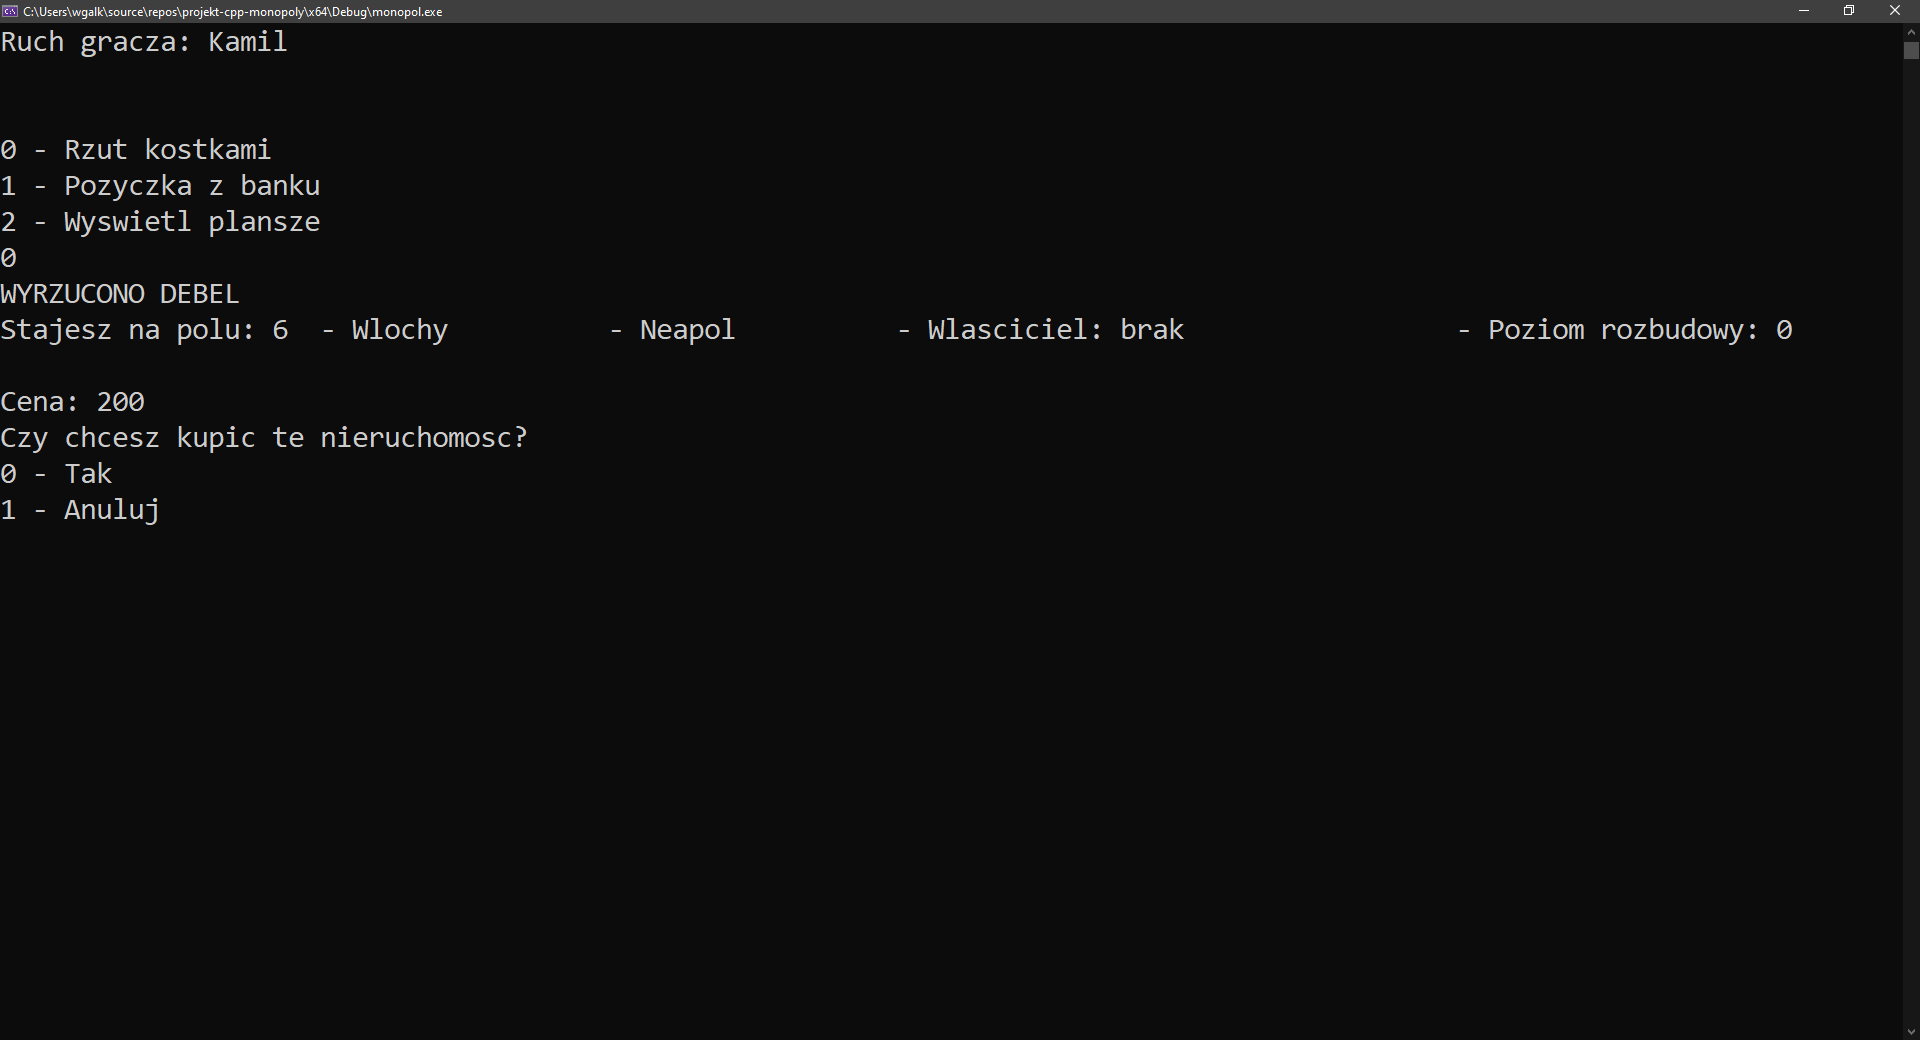 C:\Users\wgalk\source\repos\projekt-cpp-monopoly\x64\Debug\monopol.exe
Ruch gracza: Kamil
0 - Rzut kostkami
1 - Pozyczka z banku
2 - Wyswietl plansze
0
WYRZUCONO DEBEL
Stajesz na polu: 6  - Wlochy          - Neapol          - Wlasciciel: brak                 - Poziom rozbudowy: 0
Cena: 200
Czy chcesz kupic te nieruchomosc?
0 - Tak
1 - Anuluj